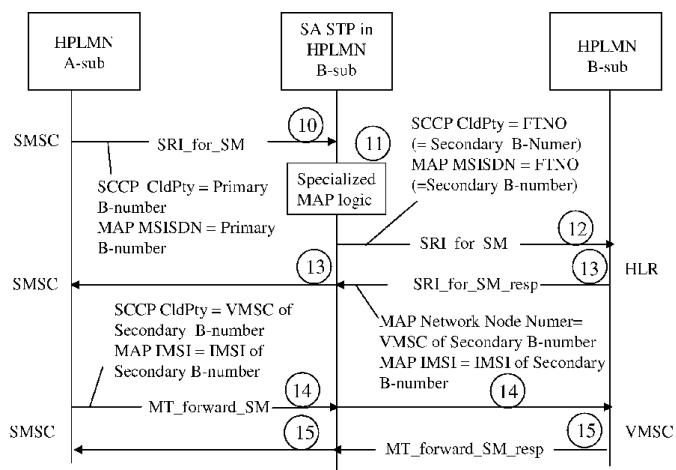 HPLMN
A-sub
SA STP in
HPLMN
B-sub
HPLMN
B-sub
SMSC
SRI_for_SM
10
11
SCCP CldPty = FTNO
(= Secondary B-Numer)
MAP MSISDN = FTNO
(=Secondary B-number)
SCCP CldPty = Primary
B-number
MAP MSISDN = Primary
B-number
Specialized
MAP logic
SRI_for_SM
12
SMSC
13
SRI_for_SM_resp
13
HLR
SCCP CldPty = VMSC of
Secondary B-number
MAP IMSI = IMSI of
Secondary B-number
MAP Network Node Numer=
VMSC of Secondary B-number
MAP IMSI = IMSI of Secondary
B-number
MT_forward_SM
14
14
SMSC
15
MT_forward_SM_resp
15
VMSC